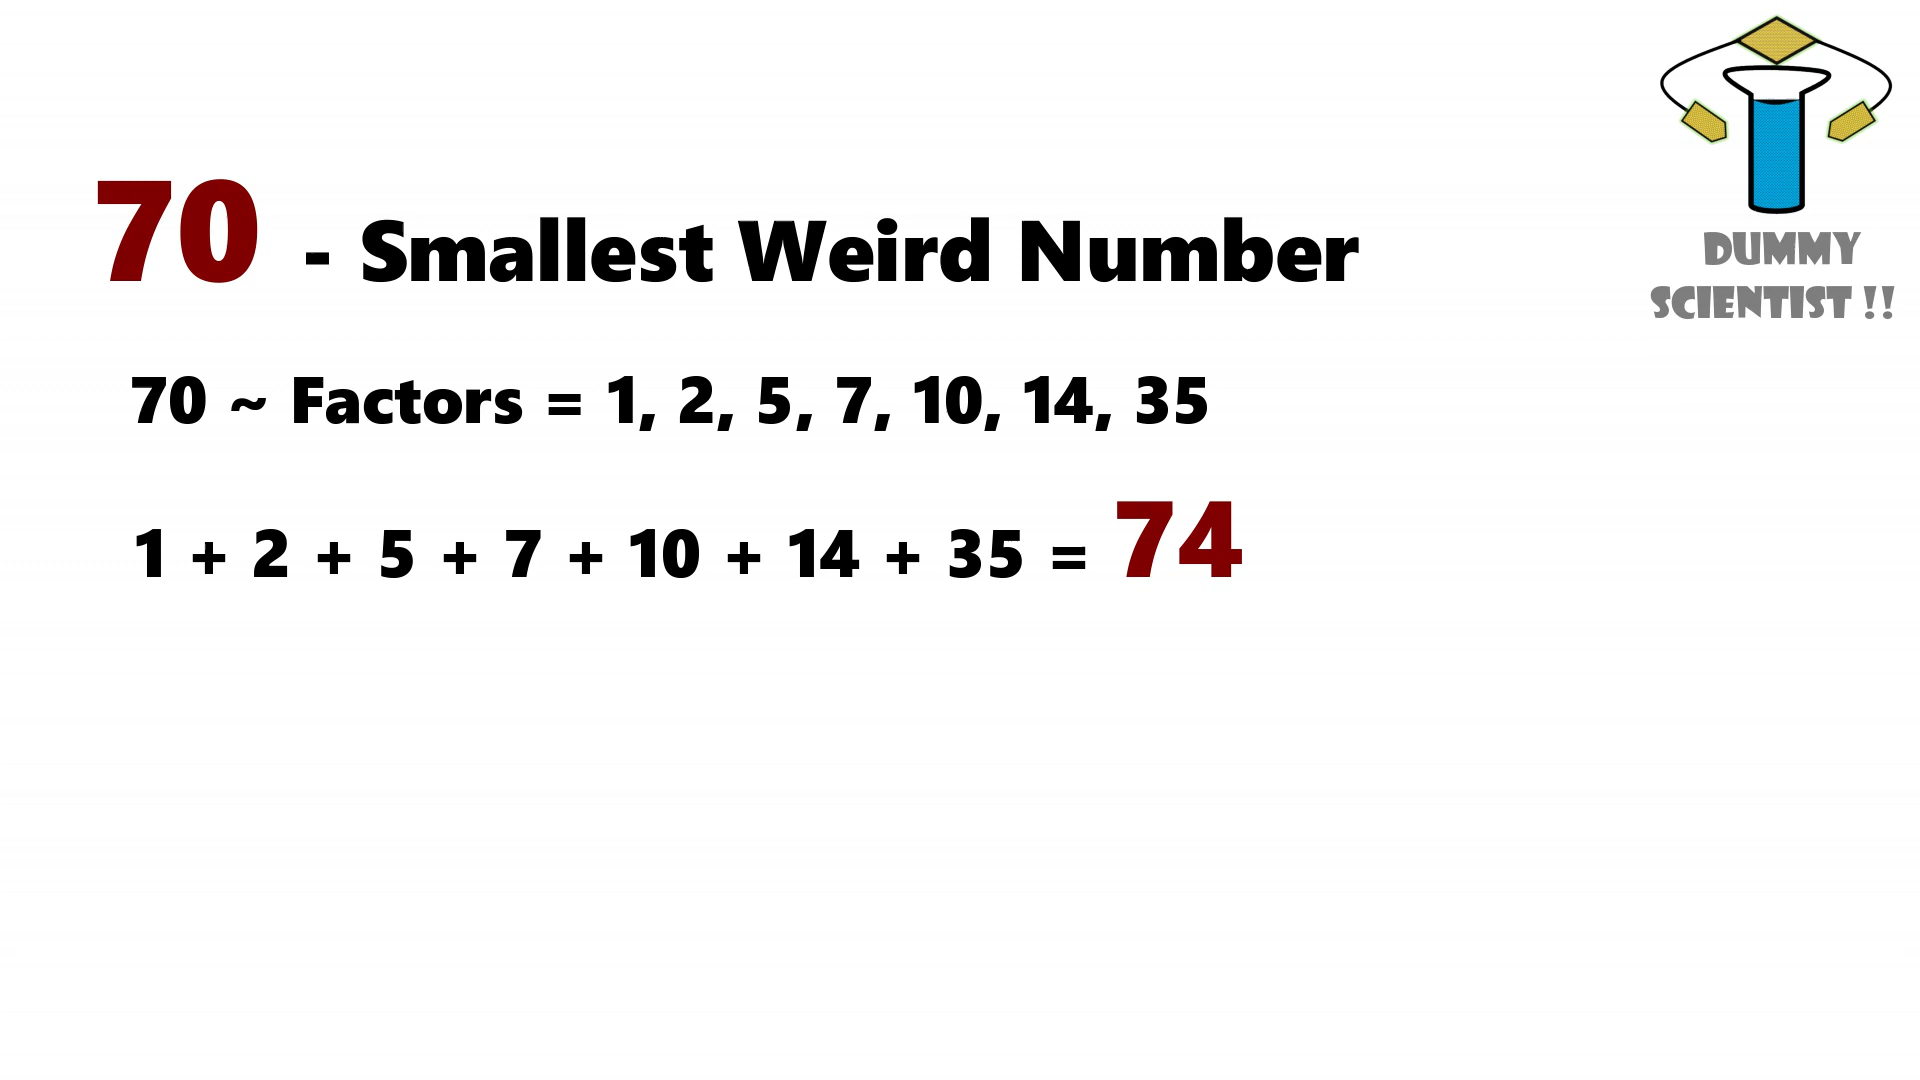 70 - Smallest Weird Number
70 ~ Factors = 1, 2, 5, 7, 10, 14, 35
1 + 2 + 5 + 7 + 10 + 14 + 35 = 74
DUMMY
SCIENTIST !!